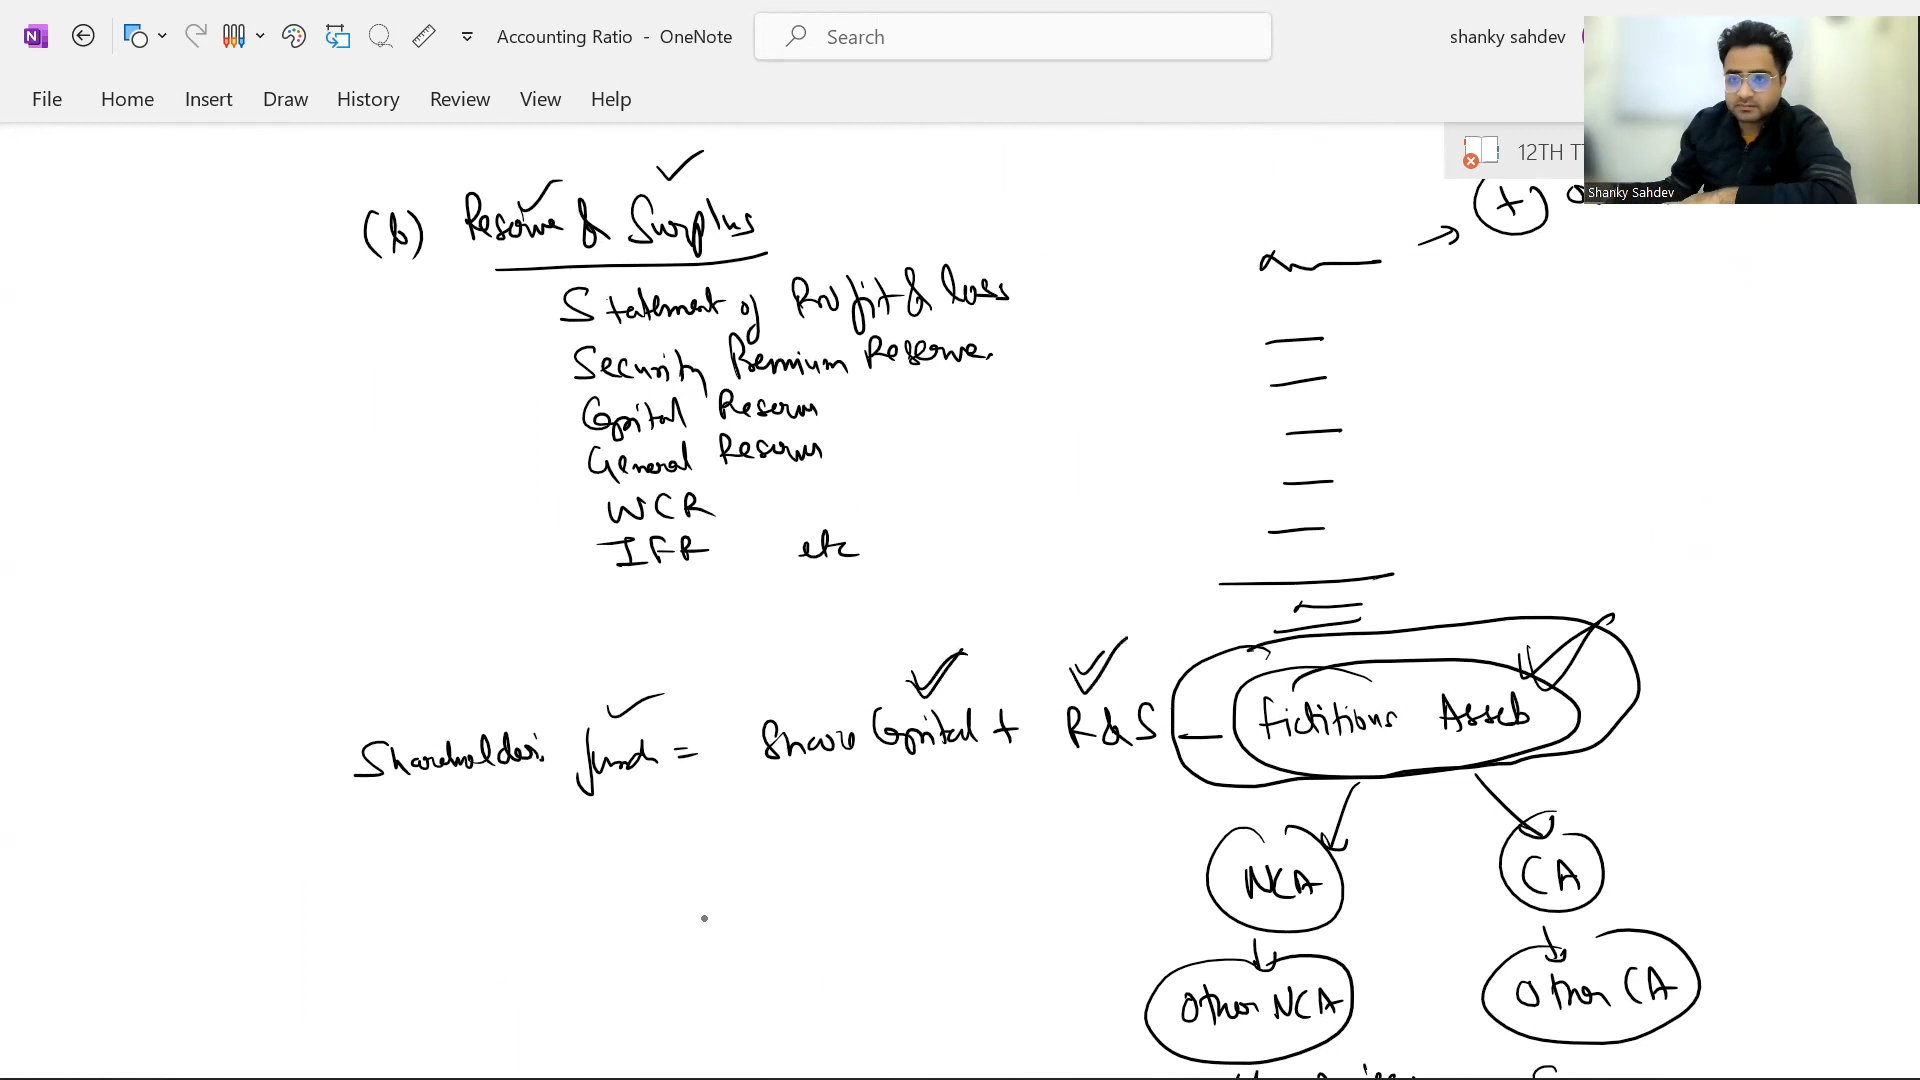 Accounting Ratio - OneNote
Search
shanky sahdev
File Home Insert Draw History Review View Help
12TH T
Shanky Sahdev
(b) Reserve & Surplus
Statement of Profit & loss
Security Premium Reserve.
Capital Reserve
General Reserve
WCR
IFR etc
(+)
Shareholders' fund = Share Capital + R&S - Fictitious Assets
NCA CA
Other NCA Other CA